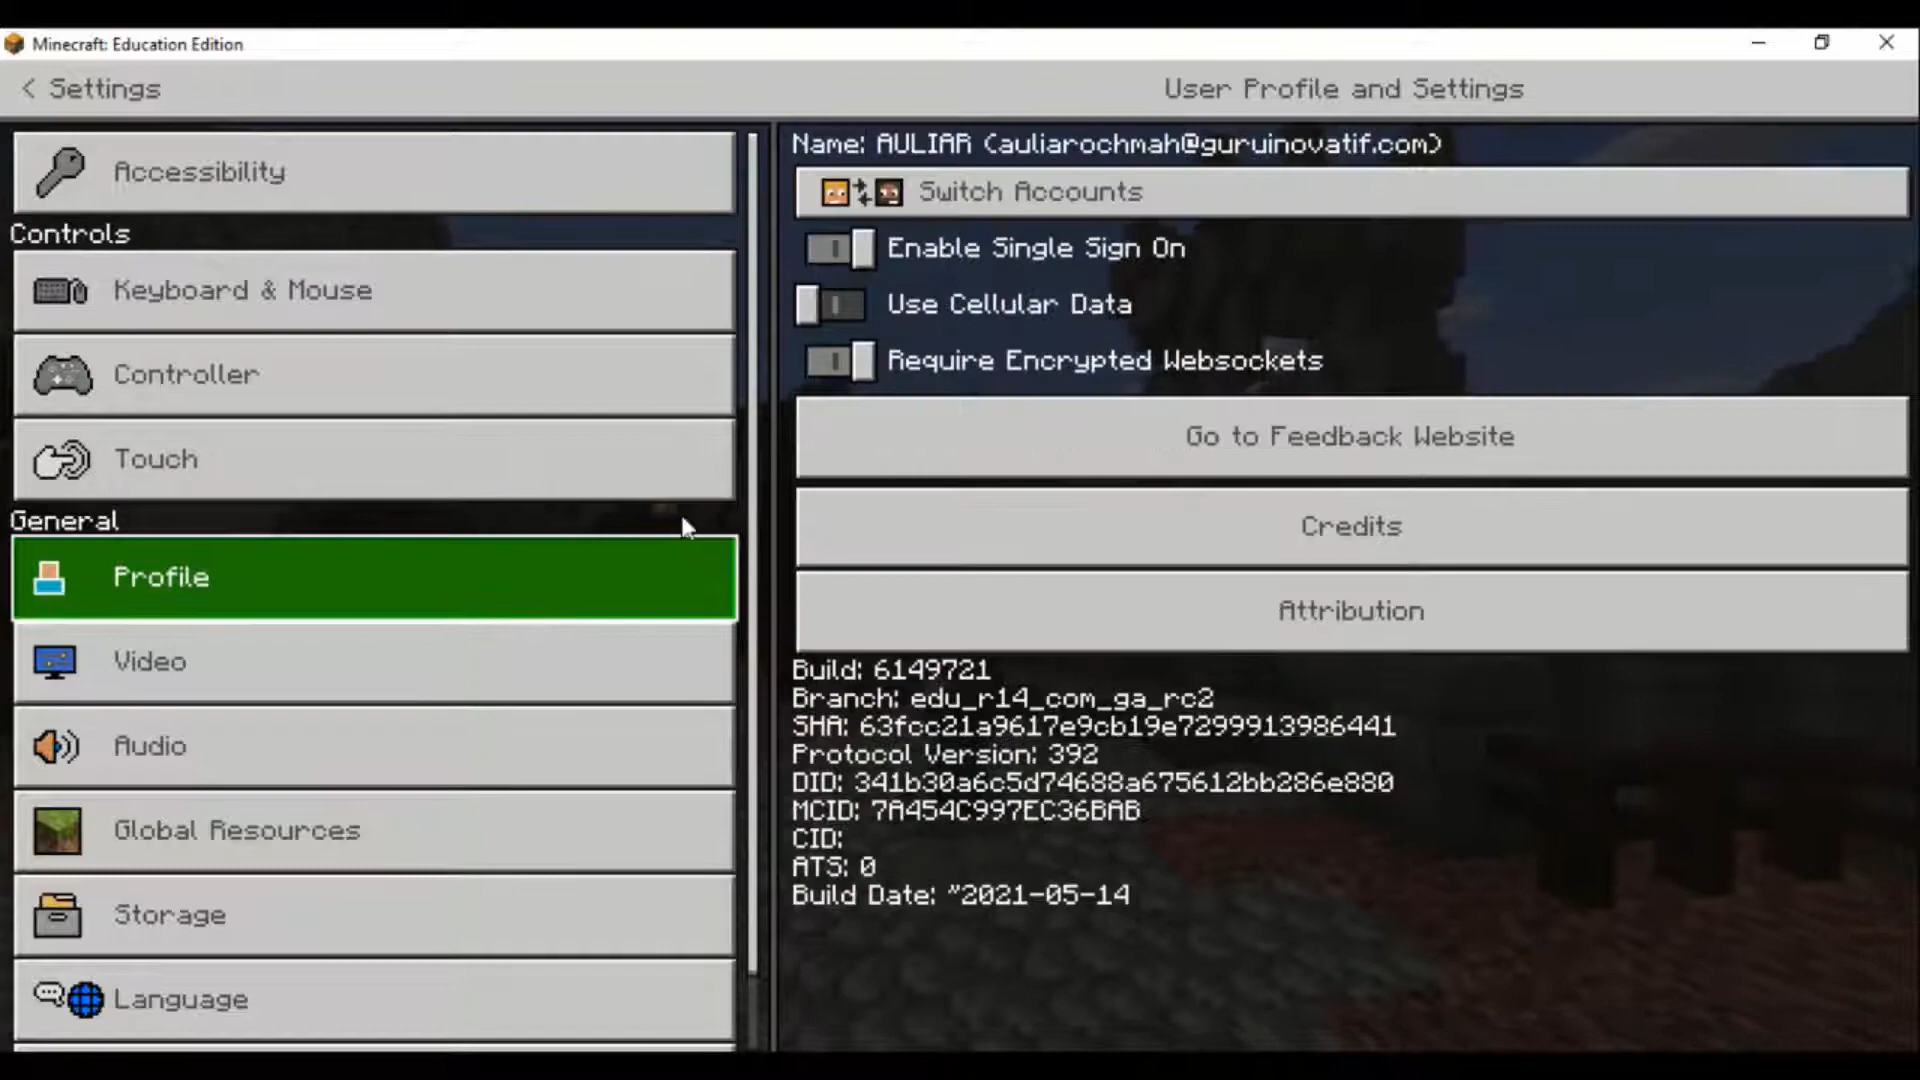 Minecraft: Education Edition
< Settings
User Profile and Settings
Accessibility
Controls
Keyboard & Mouse
Controller
Touch
General
Profile
Video
Audio
Global Resources
Storage
Language
Name: AULIAR (auliarochmah@guruinovatif.com)
Switch Accounts
Enable Single Sign On
Use Cellular Data
Require Encrypted Websockets
Go to Feedback Website
Credits
Attribution
Build: 6149721
Branch: edu_r14_com_ga_rc2
SHA: 63fcc21a9617e9cb19e7299913986441
Protocol Version: 392
DID: 341b30a6c5d74688a675612bb286e880
MCID: 7A454C997EC36BAB
CID:
ATS: 0
Build Date: "2021-05-14